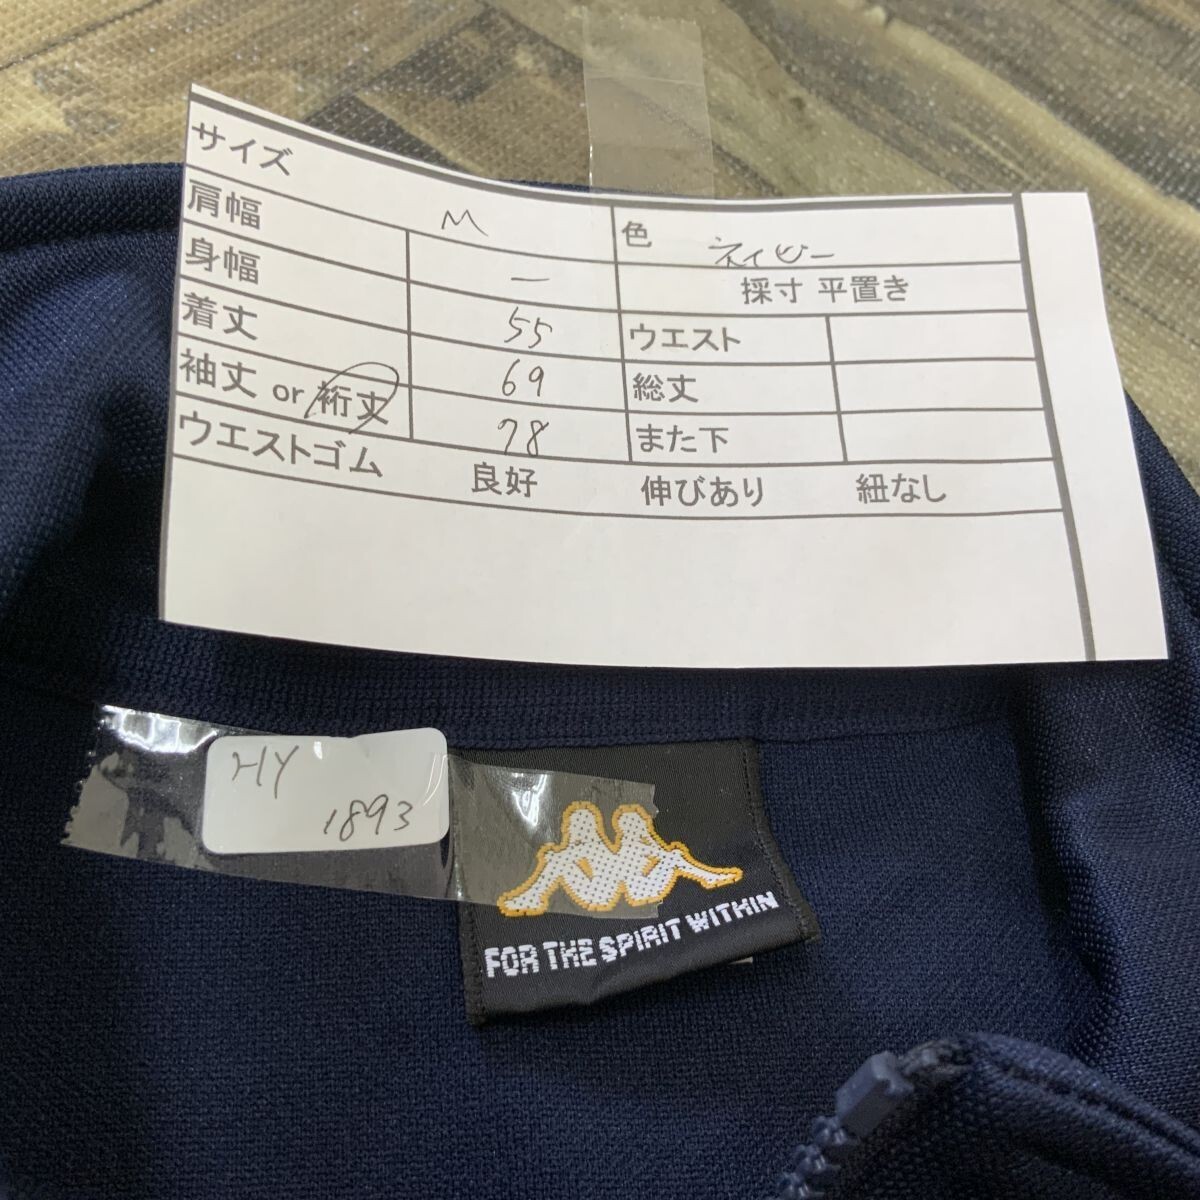 サイズ M 色 ネイビー
肩幅 — 採寸 平置き
身幅 55 ウエスト
着丈 69 総丈
袖丈 or 裄丈 78 また下
ウエストゴム 良好 伸びあり 紐なし
HY
1893
FOR THE SPIRIT WITHIN